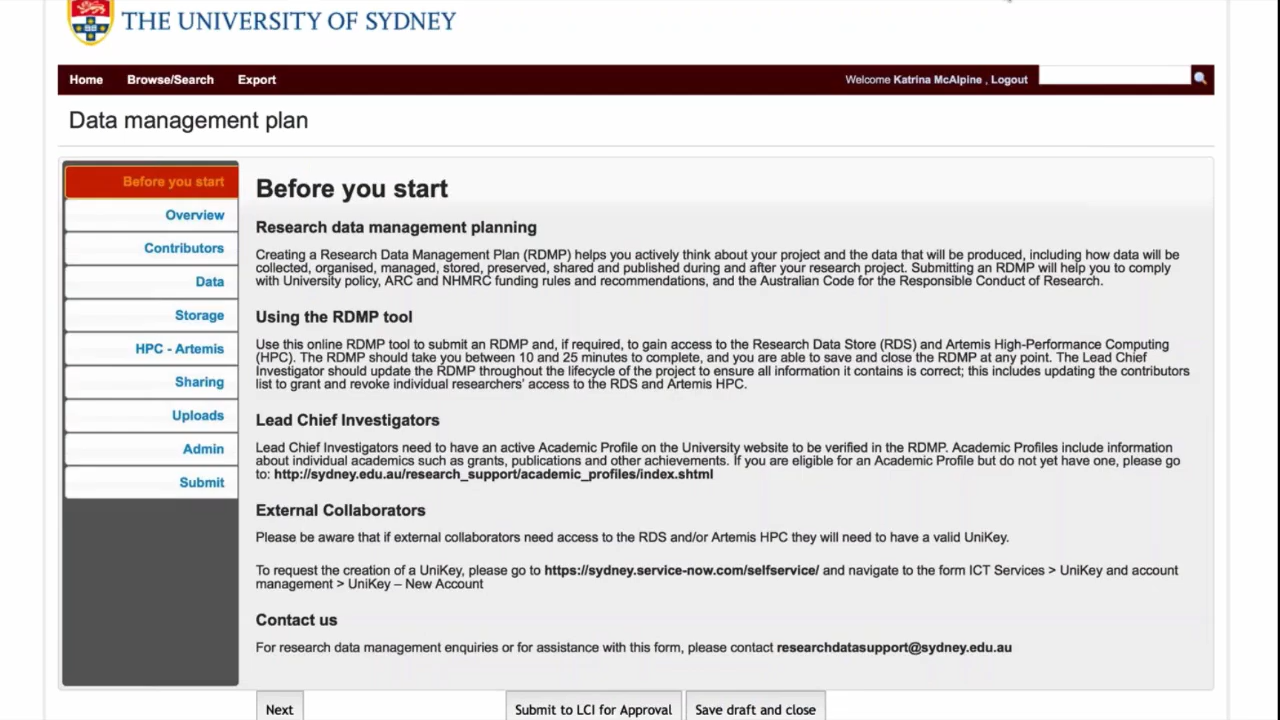 THE UNIVERSITY OF SYDNEY
Home Browse/Search Export Welcome Katrina McAlpine , Logout
Data management plan
Before you start
Overview
Contributors
Data
Storage
HPC - Artemis
Sharing
Uploads
Admin
Submit
Before you start
Research data management planning
Creating a Research Data Management Plan (RDMP) helps you actively think about your project and the data that will be produced, including how data will be
collected, organised, managed, stored, preserved, shared and published during and after your research project. Submitting an RDMP will help you to comply
with University policy, ARC and NHMRC funding rules and recommendations, and the Australian Code for the Responsible Conduct of Research.
Using the RDMP tool
Use this online RDMP tool to submit an RDMP and, if required, to gain access to the Research Data Store (RDS) and Artemis High-Performance Computing
(HPC). The RDMP should take you between 10 and 25 minutes to complete, and you are able to save and close the RDMP at any point. The Lead Chief
Investigator should update the RDMP throughout the lifecycle of the project to ensure all information it contains is correct; this includes updating the contributors
list to grant and revoke individual researchers' access to the RDS and Artemis HPC.
Lead Chief Investigators
Lead Chief Investigators need to have an active Academic Profile on the University website to be verified in the RDMP. Academic Profiles include information
about individual academics such as grants, publications and other achievements. If you are eligible for an Academic Profile but do not yet have one, please go
to: http://sydney.edu.au/research_support/academic_profiles/index.shtml
External Collaborators
Please be aware that if external collaborators need access to the RDS and/or Artemis HPC they will need to have a valid UniKey.
To request the creation of a UniKey, please go to https://sydney.service-now.com/selfservice/ and navigate to the form ICT Services > UniKey and account
management > UniKey – New Account
Contact us
For research data management enquiries or for assistance with this form, please contact researchdatasupport@sydney.edu.au
Next Submit to LCI for Approval Save draft and close